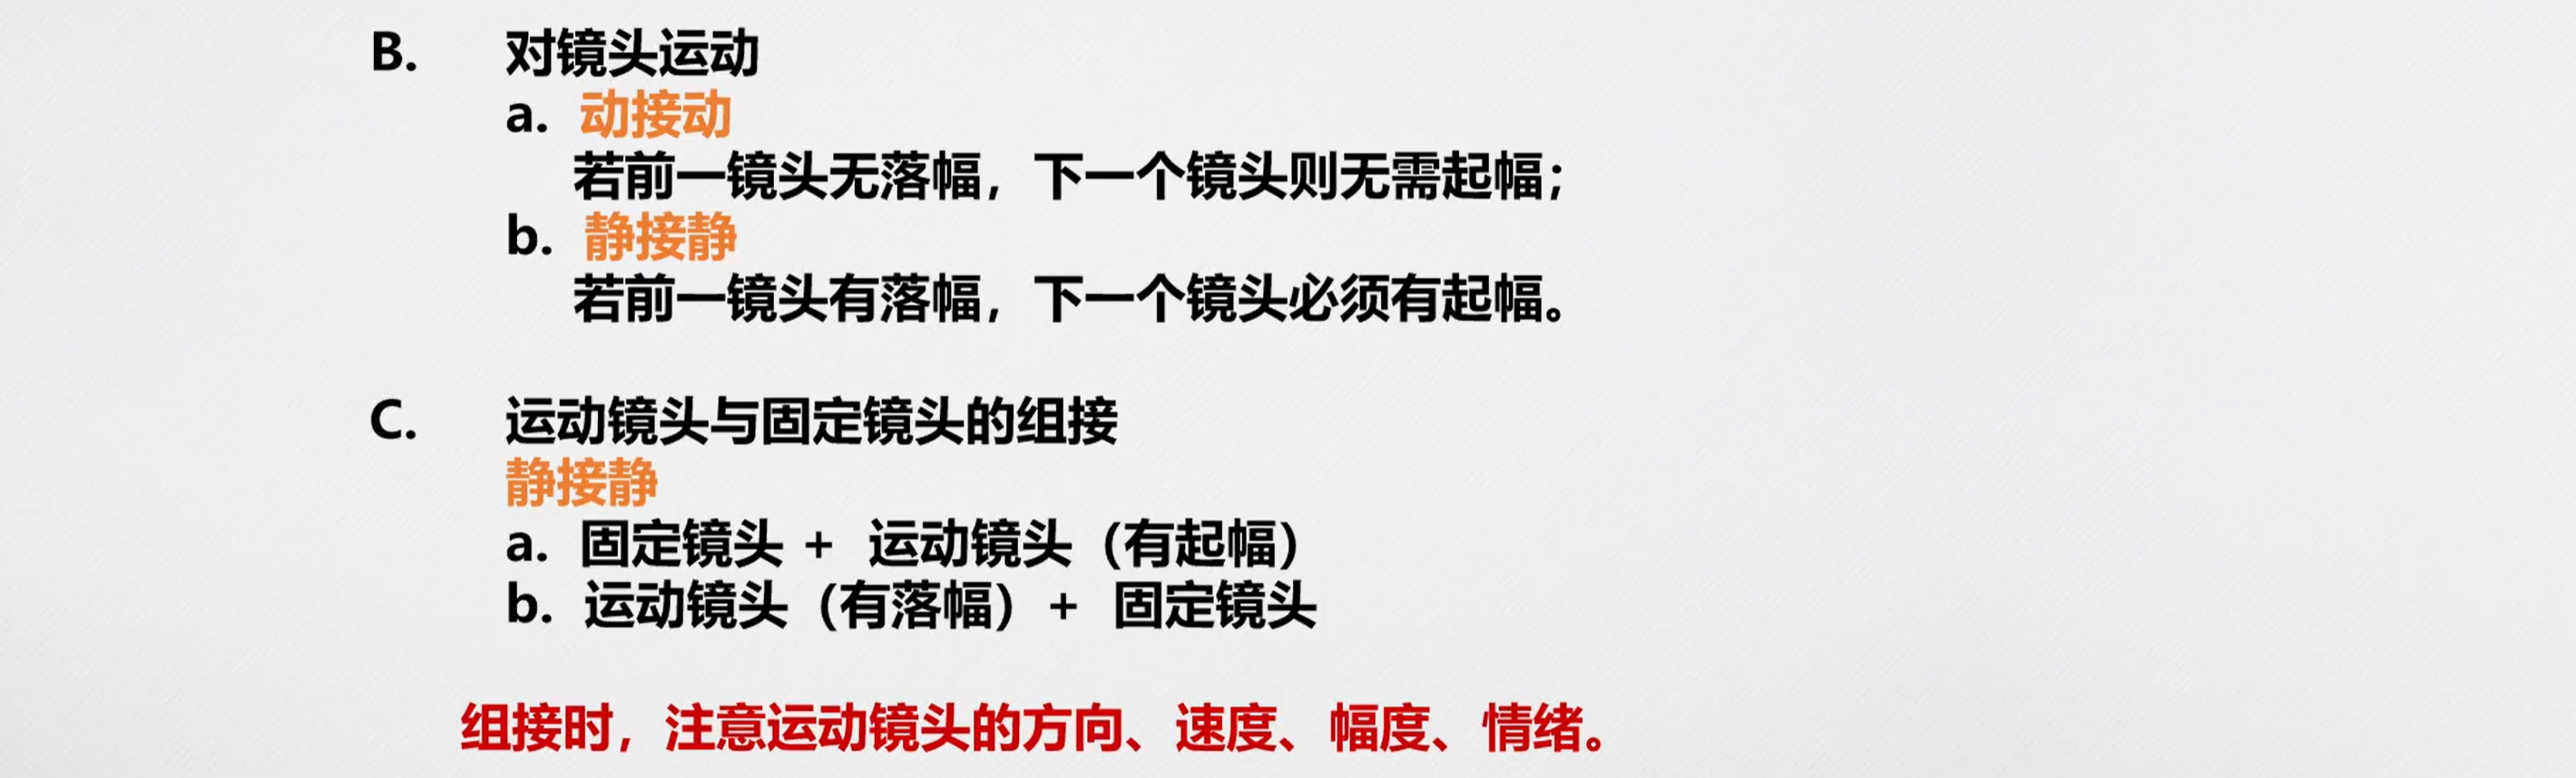 B. 对镜头运动
a. 动接动
若前一镜头无落幅，下一个镜头则无需起幅；
b. 静接静
若前一镜头有落幅，下一个镜头必须有起幅。
C. 运动镜头与固定镜头的组接
静接静
a. 固定镜头 + 运动镜头（有起幅）
b. 运动镜头（有落幅）+ 固定镜头
组接时，注意运动镜头的方向、速度、幅度、情绪。